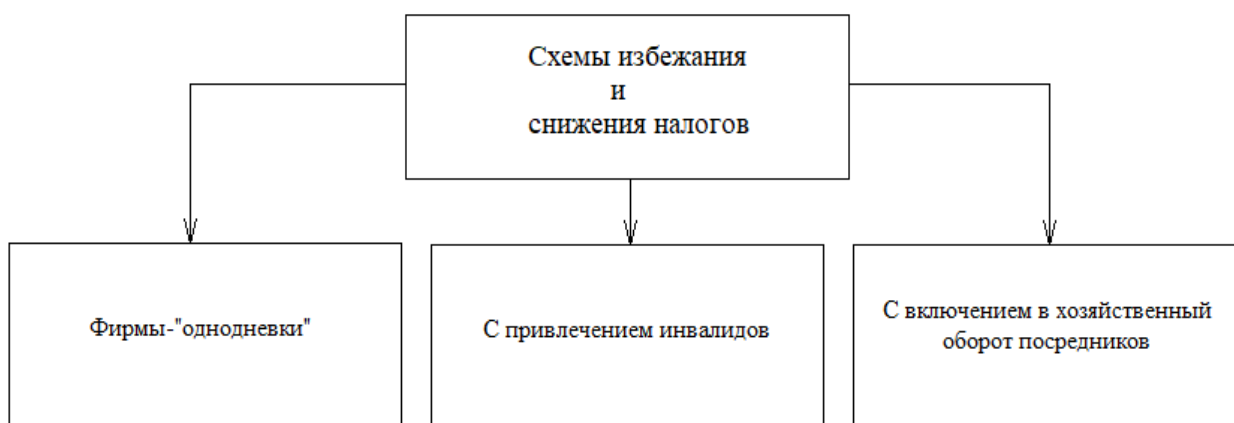 Схемы избежания
и
снижения налогов
Фирмы-"однодневки"
С привлечением инвалидов
С включением в хозяйственный
оборот посредников